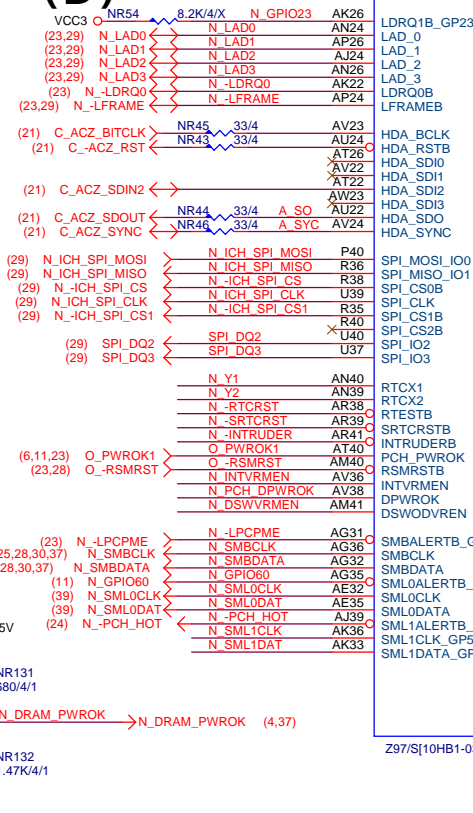 VCC3 NR54 8.2K/4/X N_GPIO23 AK26 LDRQ1B_GP23
(23,29) N_LAD0 N_LAD0 AN24 LAD_0
(23,29) N_LAD1 N_LAD1 AP26 LAD_1
(23,29) N_LAD2 N_LAD2 AJ24 LAD_2
(23,29) N_LAD3 N_LAD3 AN26 LAD_3
(23) N_-LDRQ0 N_-LDRQ0 AK22 LDRQ0B
(23,29) N_-LFRAME N_-LFRAME AP24 LFRAMEB
(21) C_ACZ_BITCLK NR45 33/4 AV23 HDA_BCLK
(21) C_-ACZ_RST NR43 33/4 AU24 HDA_RSTB
AT26 HDA_SDI0
AV22 HDA_SDI1
(21) C_ACZ_SDIN2 AT22 HDA_SDI2
AW23 HDA_SDI3
(21) C_ACZ_SDOUT NR44 33/4 A_SO AU22 HDA_SDO
(21) C_ACZ_SYNC NR46 33/4 A_SYC AV24 HDA_SYNC
(29) N_ICH_SPI_MOSI N_ICH_SPI_MOSI P40 SPI_MOSI_IO0
(29) N_ICH_SPI_MISO N_ICH_SPI_MISO R36 SPI_MISO_IO1
(29) N_-ICH_SPI_CS N_-ICH_SPI_CS R38 SPI_CS0B
(29) N_ICH_SPI_CLK N_ICH_SPI_CLK U39 SPI_CLK
(29) N_-ICH_SPI_CS1 N_-ICH_SPI_CS1 R35 SPI_CS1B
R40 SPI_CS2B
(29) SPI_DQ2 SPI_DQ2 U40 SPI_IO2
(29) SPI_DQ3 SPI_DQ3 U37 SPI_IO3
N_Y1 AN40 RTCX1
N_Y2 AN39 RTCX2
N_-RTCRST AR38 RTESTB
N_-SRTCRST AR39 SRTCRSTB
N_-INTRUDER AR41 INTRUDERB
(6,11,23) O_PWROK1 O_PWROK1 AT40 PCH_PWROK
(23,28) O_-RSMRST O_-RSMRST AM40 RSMRSTB
N_INTVRMEN AV36 INTVRMEN
N_PCH_DPWROK AV38 DPWROK
N_DSWVRMEN AM41 DSWODVREN
(23) N_-LPCPME N_-LPCPME AG31 SMBALERTB_G
25,28,30,37) N_SMBCLK N_SMBCLK AG36 SMBCLK
28,30,37) N_SMBDATA N_SMBDATA AG32 SMBDATA
(11) N_GPIO60 N_GPIO60 AG35 SML0ALERTB_
(39) N_SML0CLK N_SML0CLK AE32 SML0CLK
(39) N_SML0DAT N_SML0DAT AE35 SML0DATA
(24) N_-PCH_HOT N_-PCH_HOT AJ39 SML1ALERTB_
5V N_SML1CLK AK36 SML1CLK_GP5
N_SML1DAT AK33 SML1DATA_GP
NR131
680/4/1
N_DRAM_PWROK N_DRAM_PWROK (4,37)
Z97/S[10HB1-03
NR132
1.47K/4/1